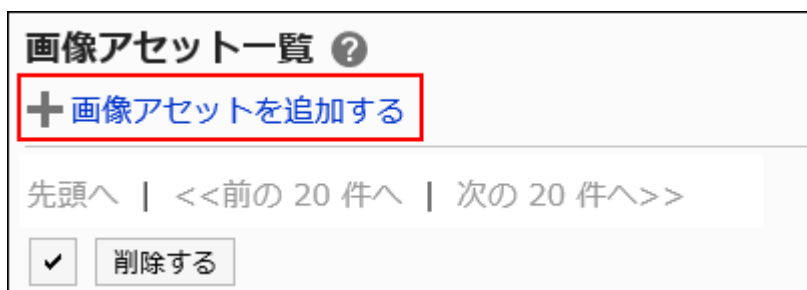 画像アセット一覧 ?
画像アセットを追加する
先頭へ | <<前の 20 件へ | 次の 20 件へ>>
削除する